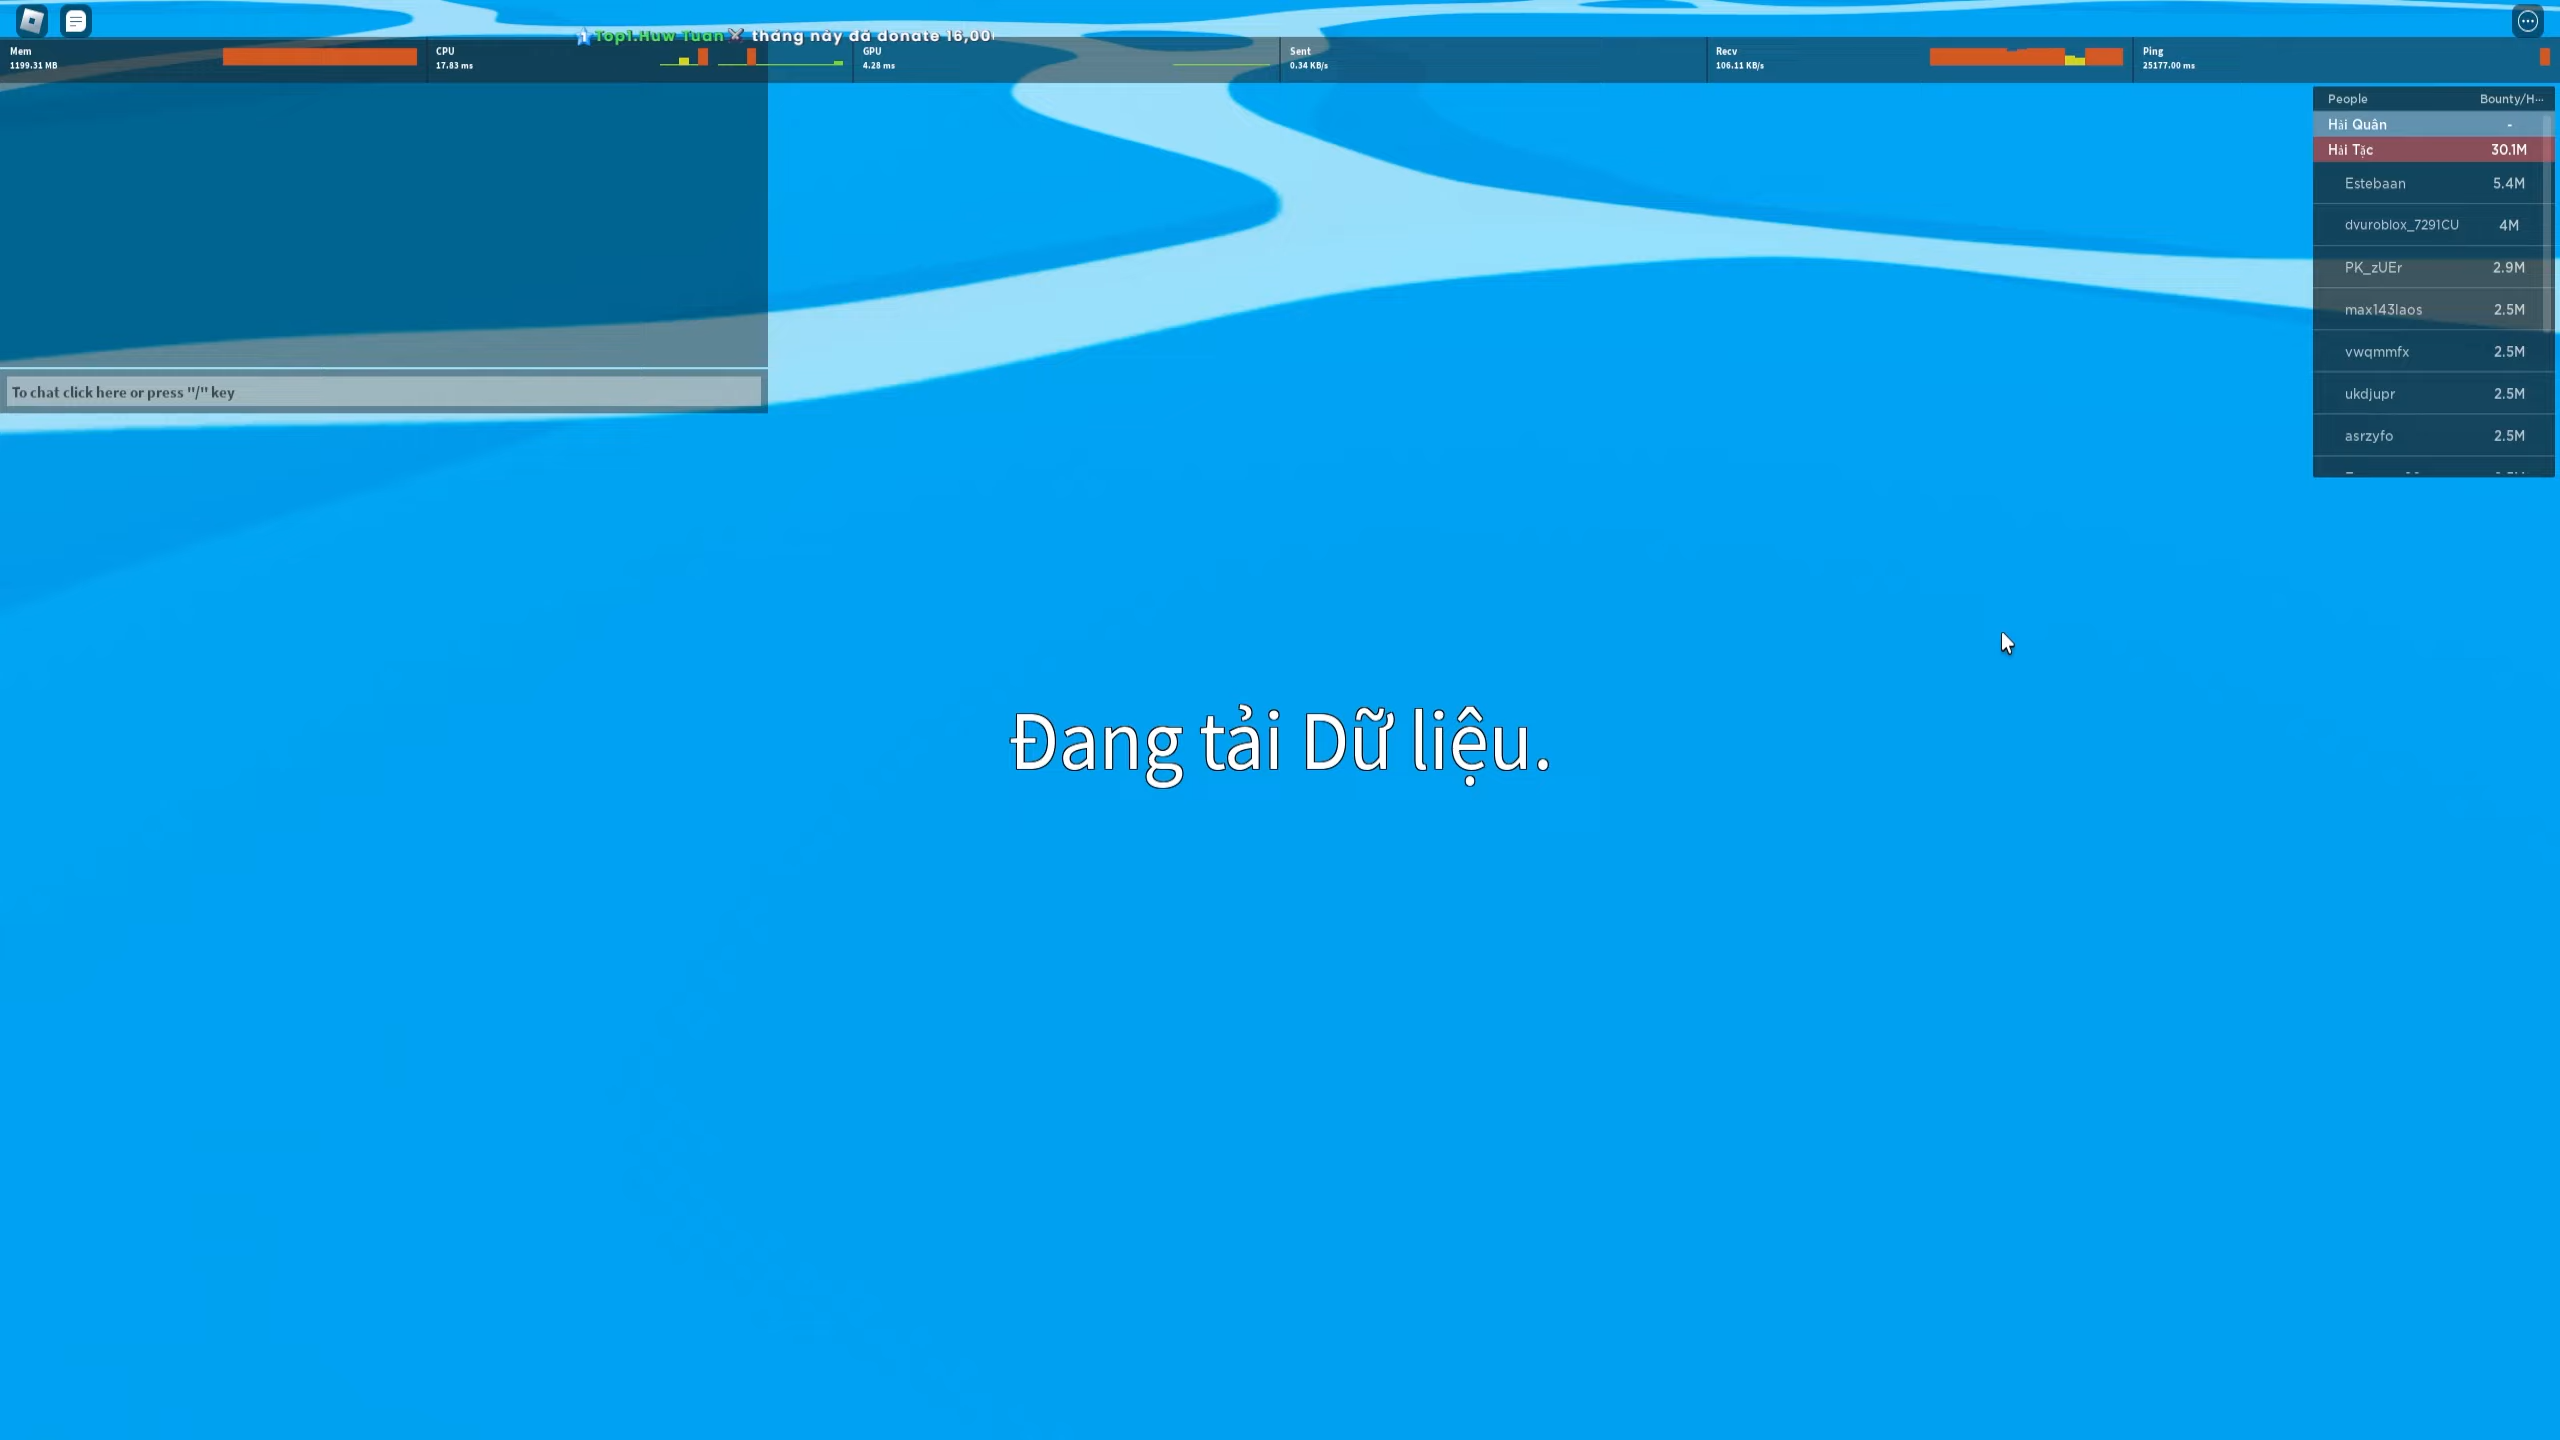 Top1.Huw Tuan⚔ tháng này đã donate 16,00
Mem
1199.31 MB
CPU
17.83 ms
GPU
4.28 ms
Sent
0.34 KB/s
Recv
106.11 KB/s
Ping
25177.00 ms
People Bounty/H...
Hải Quân -
Hải Tặc 30.1M
Estebaan 5.4M
dvuroblox_7291CU 4M
PK_zUEr 2.9M
max143laos 2.5M
vwqmmfx 2.5M
ukdjupr 2.5M
asrzyfo 2.5M
To chat click here or press "/" key
Đang tải Dữ liệu.